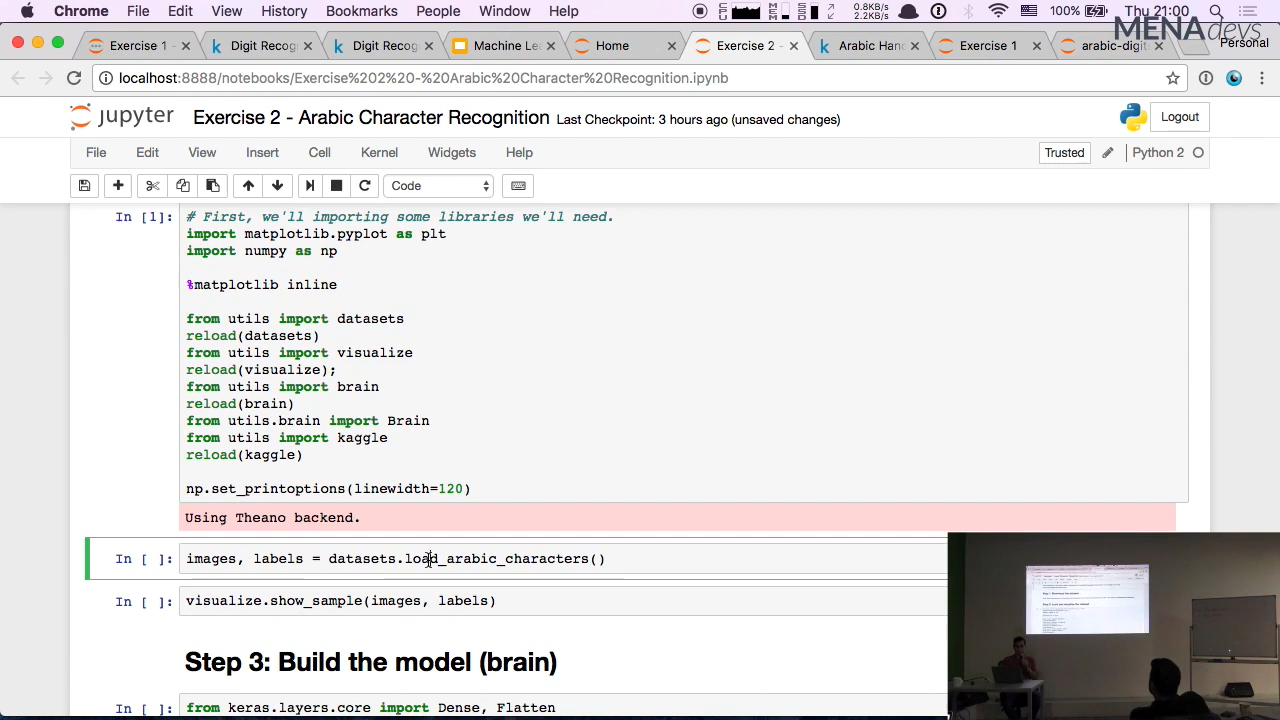 Chrome File Edit View History Bookmarks People Window Help
0.8KB/s
2.2KB/s
100% Thu 21:00
MENAdevs
Exercise 1 - Digit Recog Digit Recog Machine Le Home Exercise 2 - Arabic Han Exercise 1 arabic-digit Personal
localhost:8888/notebooks/Exercise%202%20-%20Arabic%20Character%20Recognition.ipynb
jupyter Exercise 2 - Arabic Character Recognition Last Checkpoint: 3 hours ago (unsaved changes) Logout
File Edit View Insert Cell Kernel Widgets Help Trusted Python 2
Code
In [1]: # First, we'll importing some libraries we'll need.
import matplotlib.pyplot as plt
import numpy as np
%matplotlib inline
from utils import datasets
reload(datasets)
from utils import visualize
reload(visualize);
from utils import brain
reload(brain)
from utils.brain import Brain
from utils import kaggle
reload(kaggle)
np.set_printoptions(linewidth=120)
Using Theano backend.
In [ ]: images, labels = datasets.load_arabic_characters()
In [ ]: visualize.show_sample(images, labels)
Step 3: Build the model (brain)
In [ ]: from keras.layers.core import Dense, Flatten